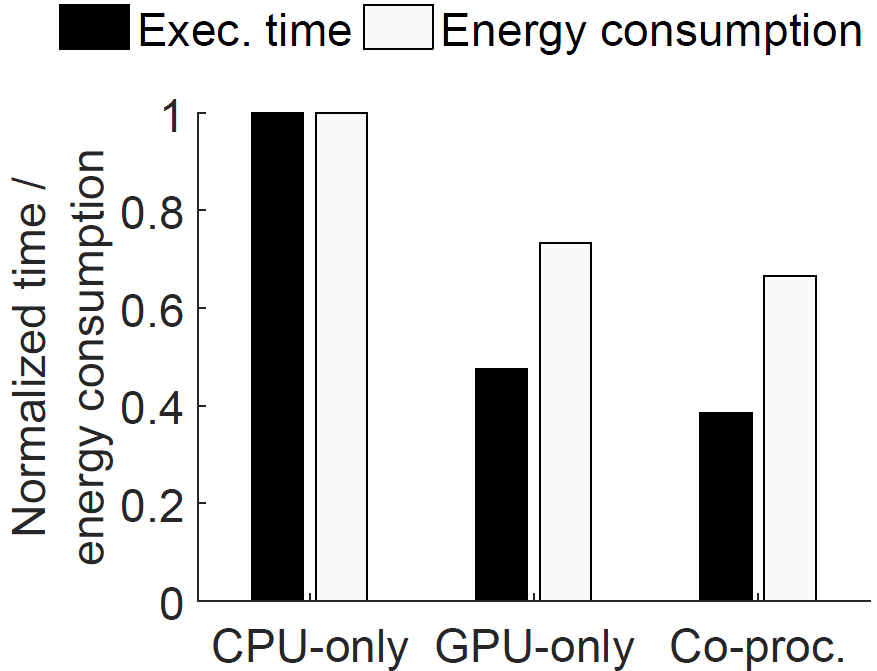 Exec. time Energy consumption
Normalized time /
energy consumption
1
0.8
0.6
0.4
0.2
0
CPU-only GPU-only Co-proc.